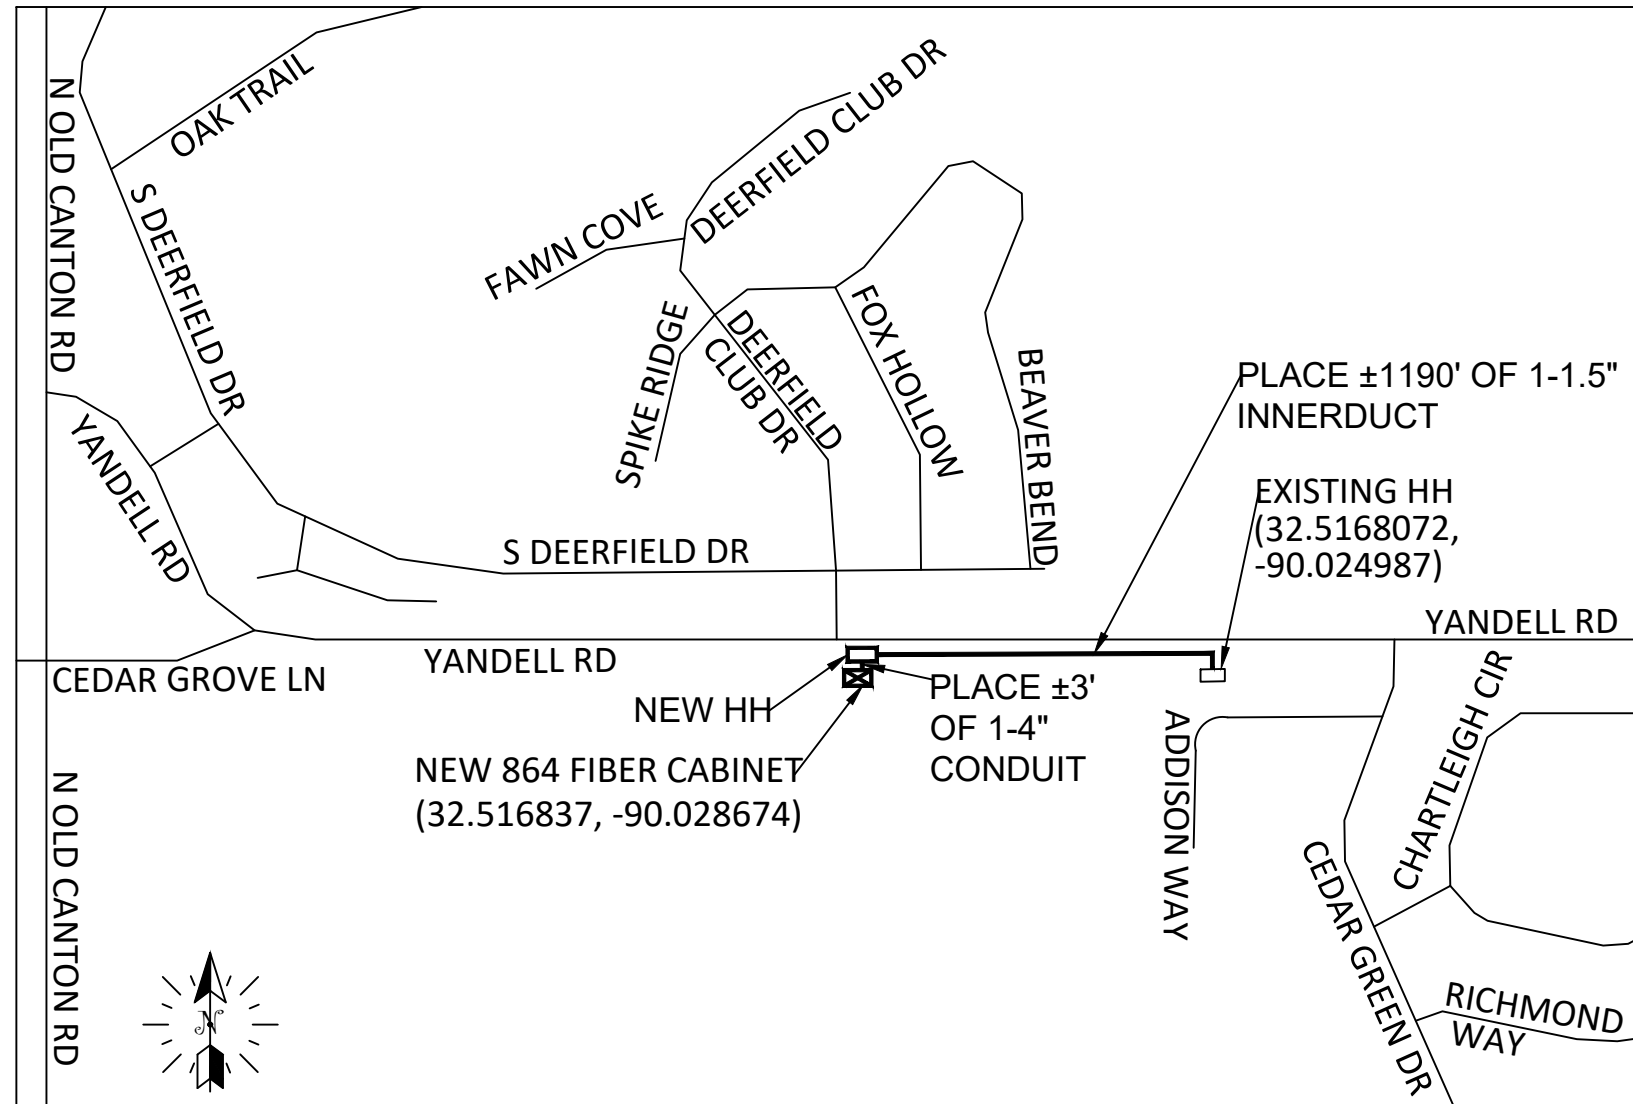 N OLD CANTON RD
OAK TRAIL
S DEERFIELD DR
DEERFIELD CLUB DR
FAWN COVE
SPIKE RIDGE
DEERFIELD
CLUB DR
FOX HOLLOW
BEAVER BEND
PLACE ±1190' OF 1-1.5"
INNERDUCT
YANDELL RD
EXISTING HH
(32.5168072,
-90.024987)
S DEERFIELD DR
YANDELL RD
CEDAR GROVE LN
YANDELL RD
NEW HH
PLACE ±3'
OF 1-4"
CONDUIT
NEW 864 FIBER CABINET
(32.516837, -90.028674)
ADDISON WAY
CHARTLEIGH CIR
CEDAR GREEN DR
RICHMOND
WAY
N OLD CANTON RD
N